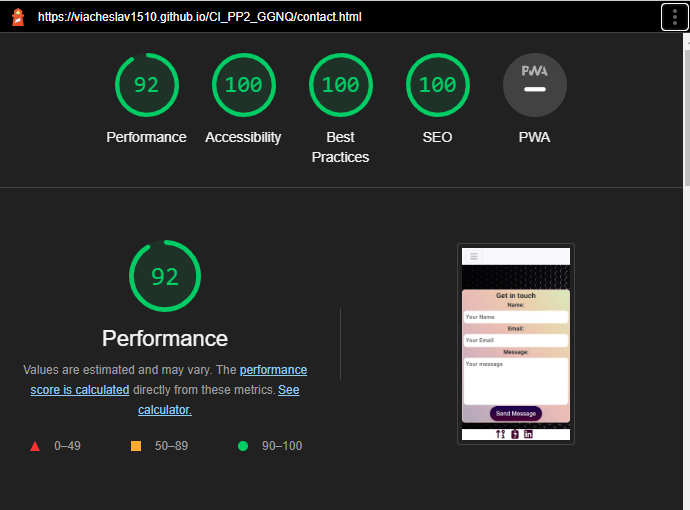 https://viacheslav1510.github.io/CI_PP2_GGNQ/contact.html
92 100 100 100 PWA
Performance Accessibility Best Practices SEO PWA
92
Performance
Values are estimated and may vary. The performance
score is calculated directly from these metrics. See
calculator.
0–49 50–89 90–100
Get in touch
Name:
Your Name
Email:
Your Email
Message:
Your message
Send Message